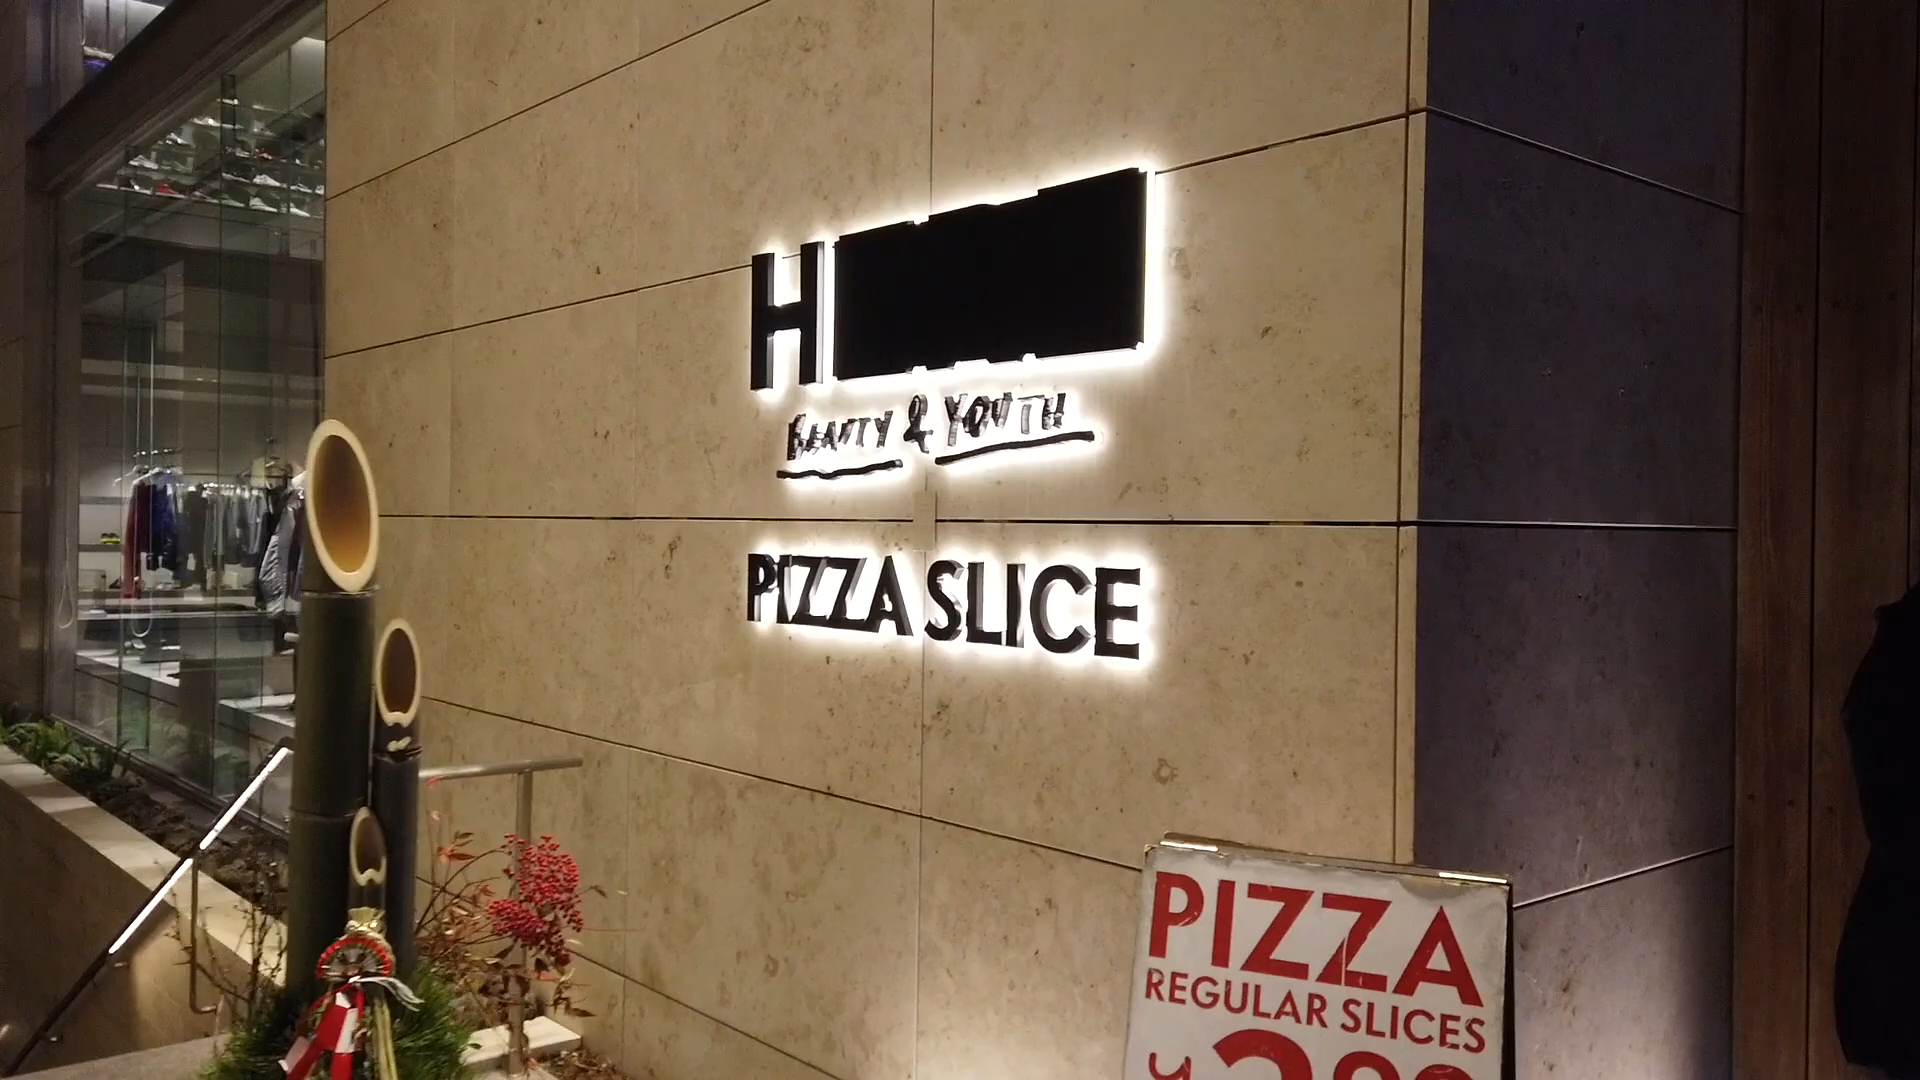 H
BEAUTY & YOUTH
PIZZA SLICE
PIZZA
REGULAR SLICES